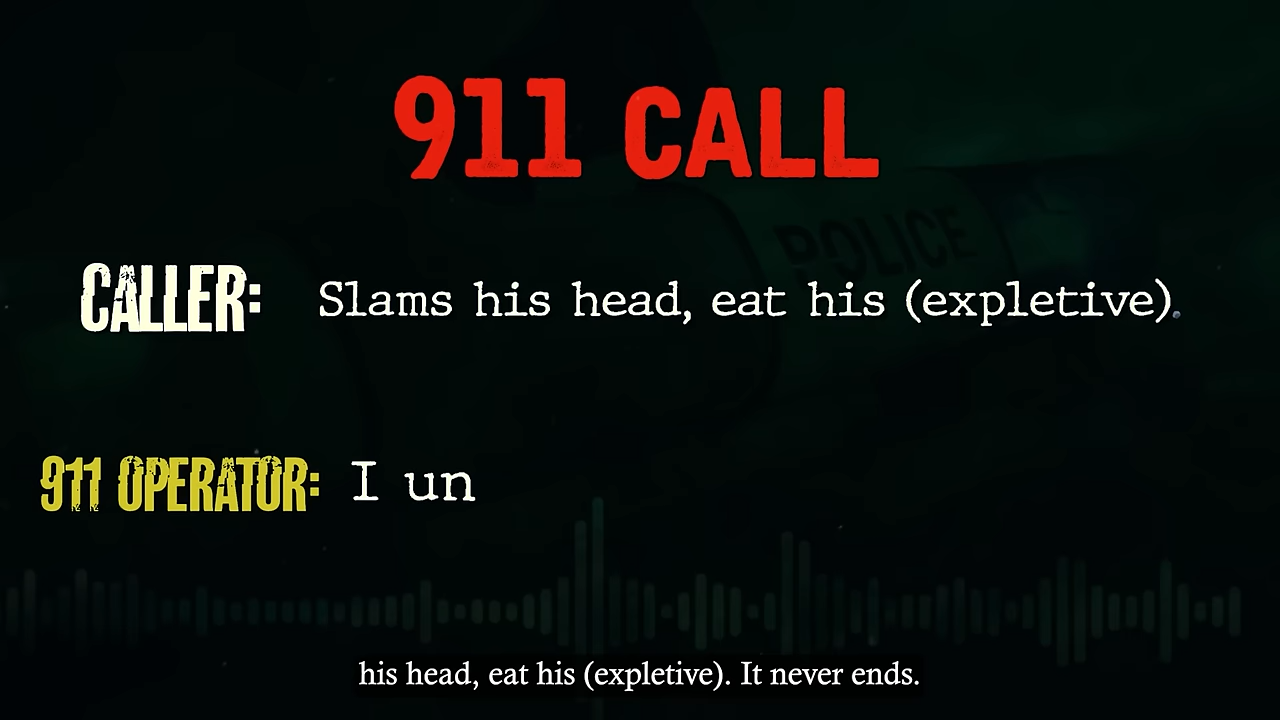 911 CALL
POLICE
CALLER: Slams his head, eat his (expletive).
911 OPERATOR: I un
his head, eat his (expletive). It never ends.